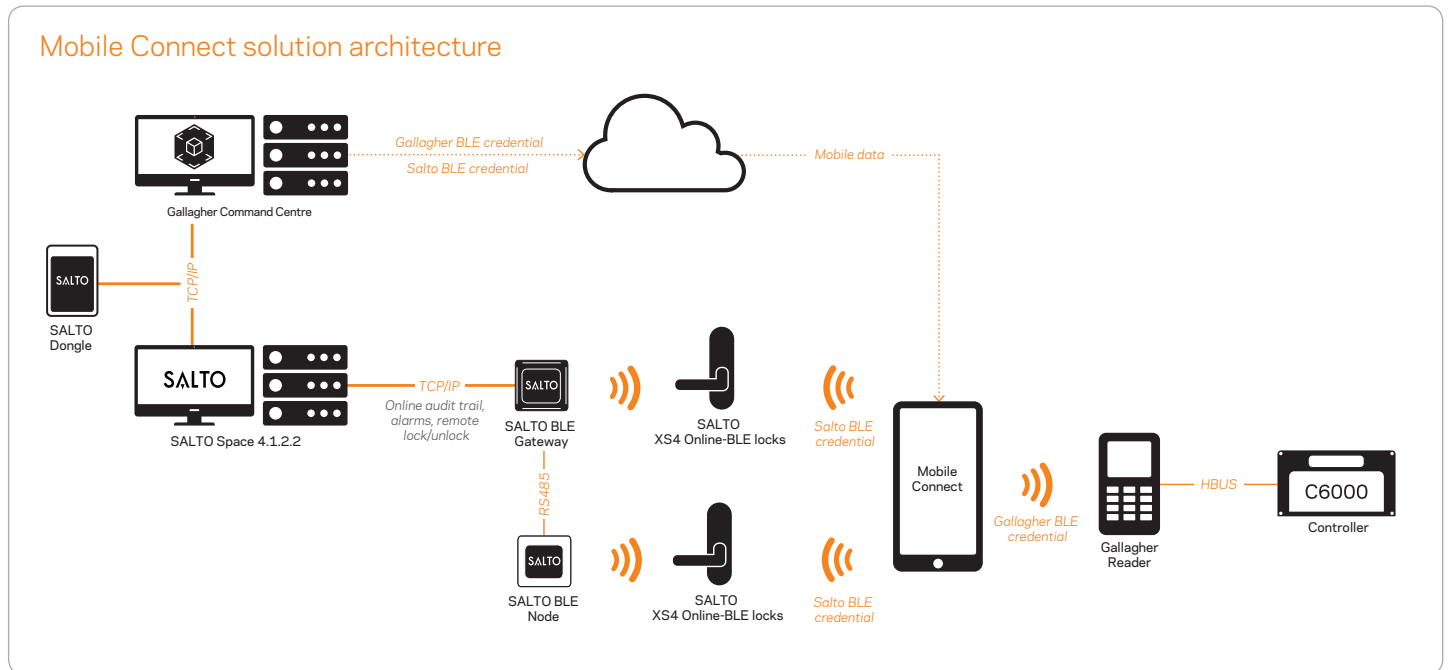 Mobile Connect solution architecture
Gallagher BLE credential
Salto BLE credential
Mobile data
Gallagher Command Centre
TCP/IP
SALTO
SALTO
Dongle
SALTO
SALTO Space 4.1.2.2
TCP/IP
Online audit trail,
alarms, remote
lock/unlock
SALTO
SALTO BLE
Gateway
SALTO
XS4 Online-BLE locks
Salto BLE
credential
RS485
SALTO
SALTO BLE
Node
SALTO
XS4 Online-BLE locks
Salto BLE
credential
Mobile
Connect
Gallagher BLE
credential
Gallagher
Reader
HBUS
C6000
Controller